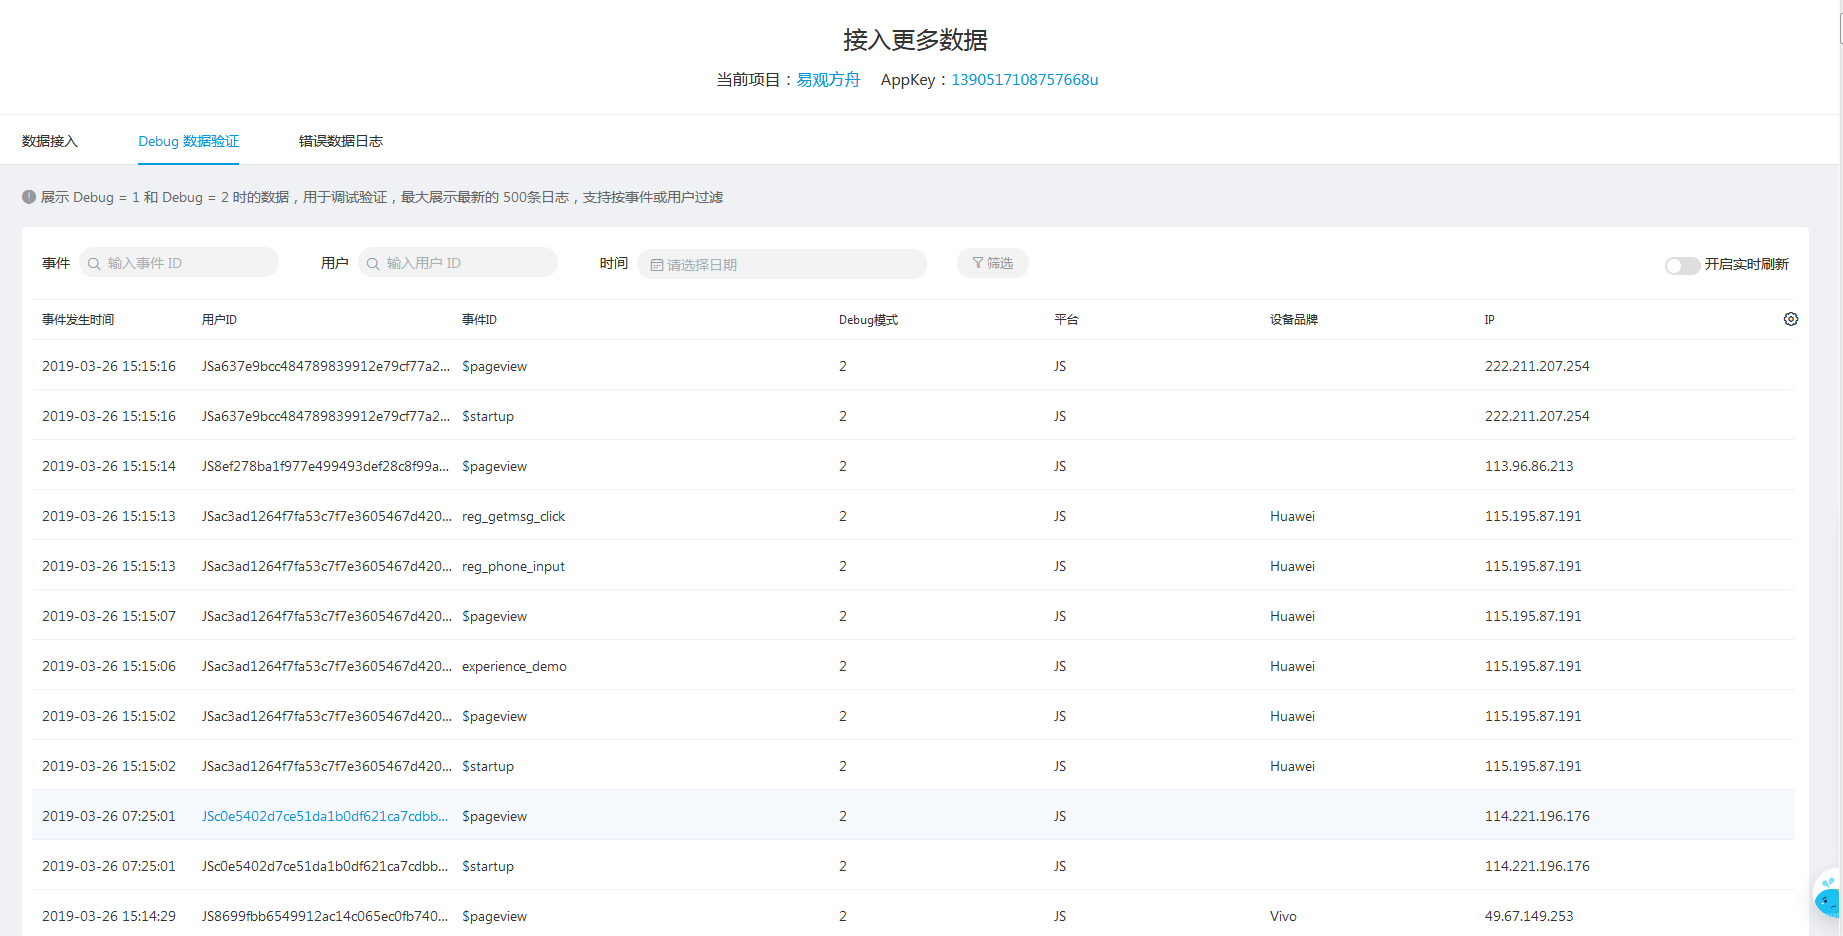 接入更多数据
当前项目：易观方舟 AppKey：1390517108757668u
数据接入 Debug 数据验证 错误数据日志
展示 Debug = 1 和 Debug = 2 时的数据，用于调试验证，最大展示最新的 500条日志，支持按事件或用户过滤
事件 输入事件 ID 用户 输入用户 ID 时间 请选择日期 筛选 开启实时刷新
事件发生时间 用户ID 事件ID Debug模式 平台 设备品牌 IP
2019-03-26 15:15:16 JSa637e9bcc484789839912e79cf77a2... $pageview 2 JS 222.211.207.254
2019-03-26 15:15:16 JSa637e9bcc484789839912e79cf77a2... $startup 2 JS 222.211.207.254
2019-03-26 15:15:14 JS8ef278ba1f977e499493def28c8f99a... $pageview 2 JS 113.96.86.213
2019-03-26 15:15:13 JSac3ad1264f7fa53c7f7e3605467d420... reg_getmsg_click 2 JS Huawei 115.195.87.191
2019-03-26 15:15:13 JSac3ad1264f7fa53c7f7e3605467d420... reg_phone_input 2 JS Huawei 115.195.87.191
2019-03-26 15:15:07 JSac3ad1264f7fa53c7f7e3605467d420... $pageview 2 JS Huawei 115.195.87.191
2019-03-26 15:15:06 JSac3ad1264f7fa53c7f7e3605467d420... experience_demo 2 JS Huawei 115.195.87.191
2019-03-26 15:15:02 JSac3ad1264f7fa53c7f7e3605467d420... $pageview 2 JS Huawei 115.195.87.191
2019-03-26 15:15:02 JSac3ad1264f7fa53c7f7e3605467d420... $startup 2 JS Huawei 115.195.87.191
2019-03-26 07:25:01 JSc0e5402d7ce51da1b0df621ca7cdbb... $pageview 2 JS 114.221.196.176
2019-03-26 07:25:01 JSc0e5402d7ce51da1b0df621ca7cdbb... $startup 2 JS 114.221.196.176
2019-03-26 15:14:29 JS8699fbb6549912ac14c065ec0fb740... $pageview 2 JS Vivo 49.67.149.253